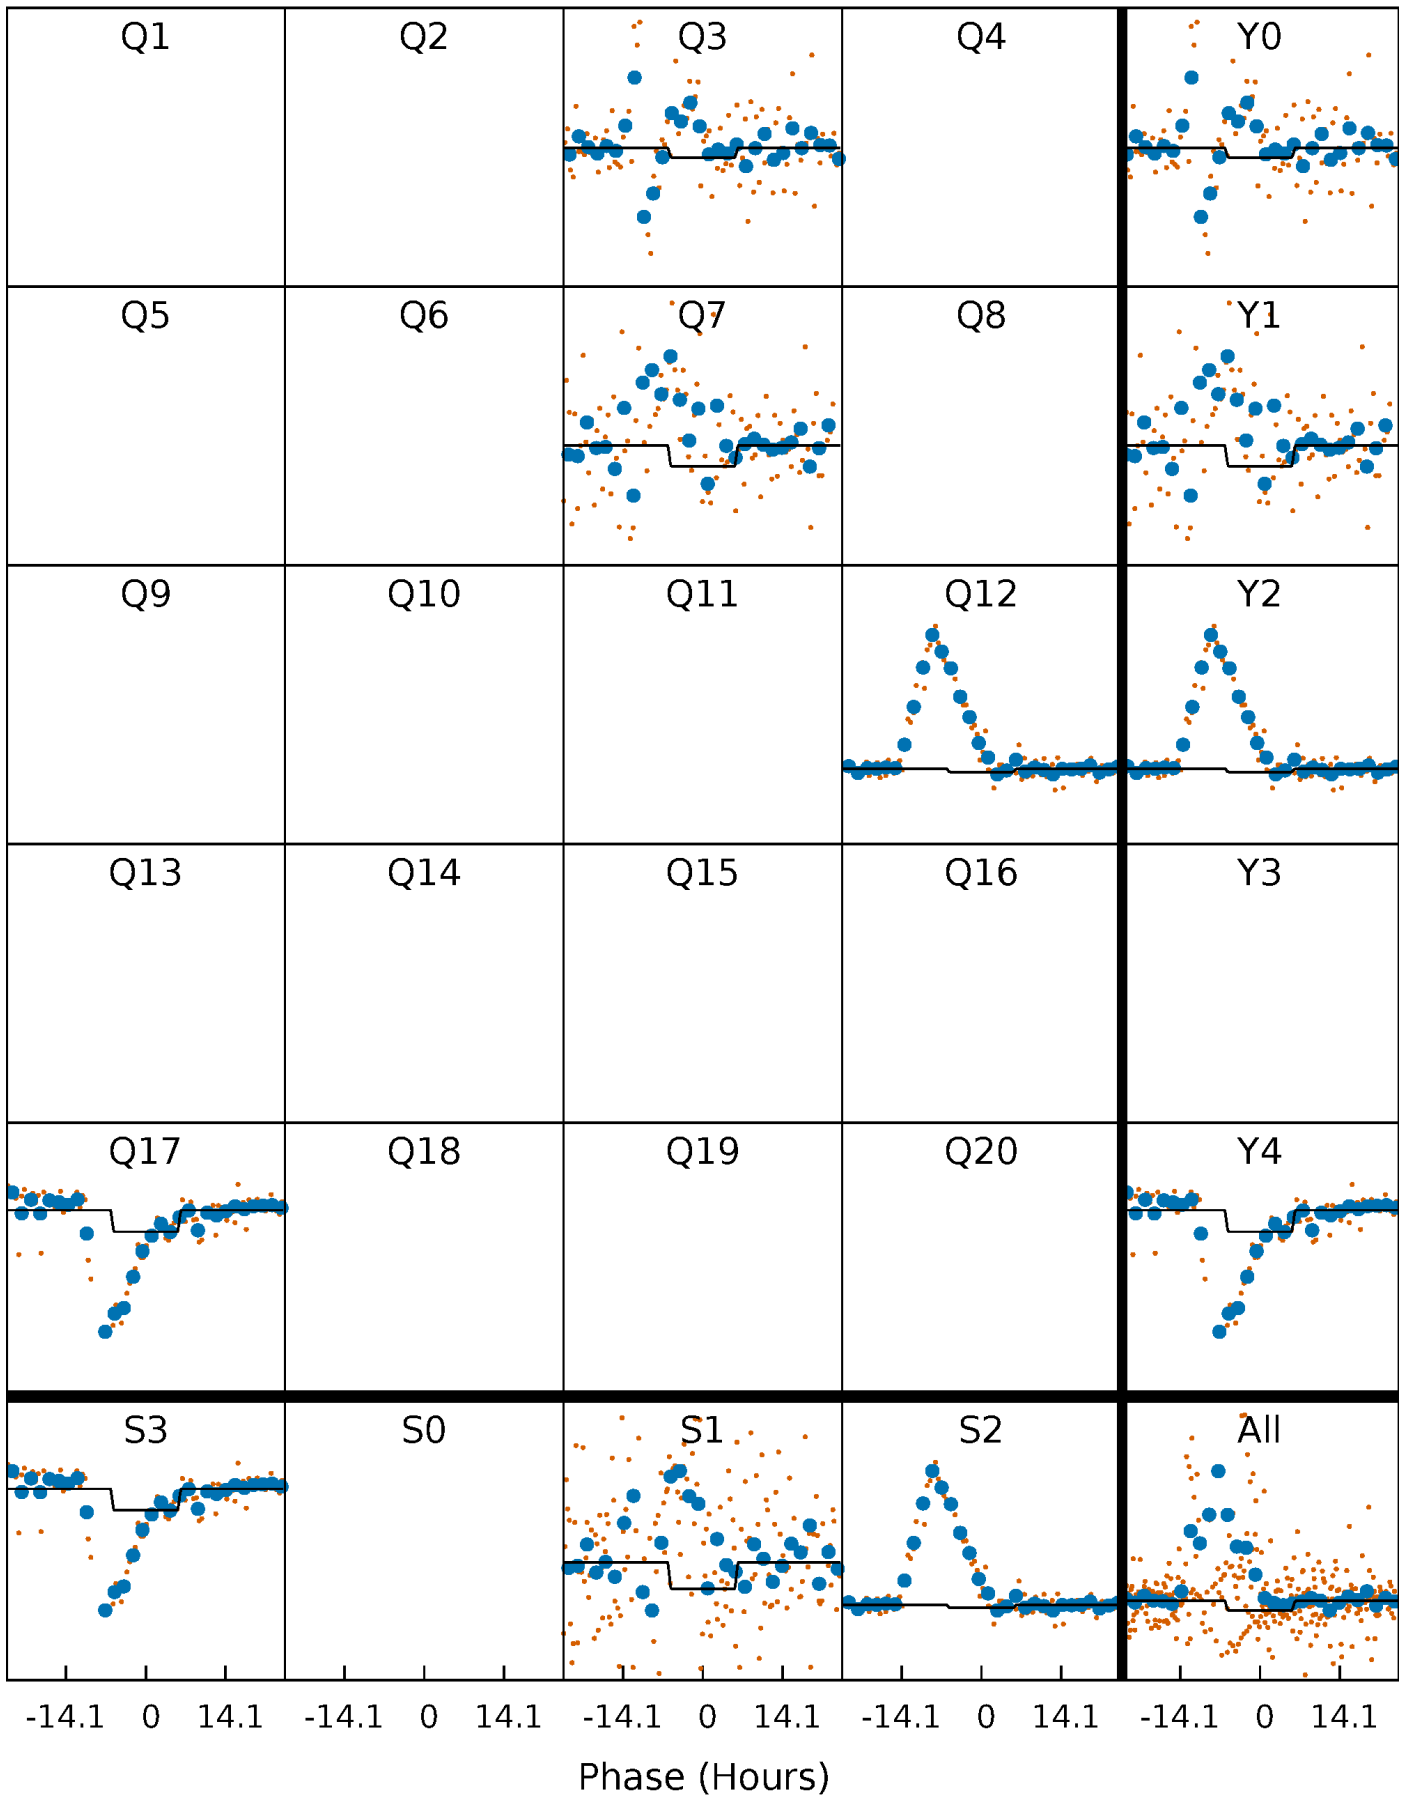 Q1 Q2 Q3 Q4 Y0
Q5 Q6 Q7 Q8 Y1
Q9 Q10 Q11 Q12 Y2
Q13 Q14 Q15 Q16 Y3
Q17 Q18 Q19 Q20 Y4
S3 S0 S1 S2 All
-14.1 0 14.1 -14.1 0 14.1 -14.1 0 14.1 -14.1 0 14.1 -14.1 0 14.1
Phase (Hours)